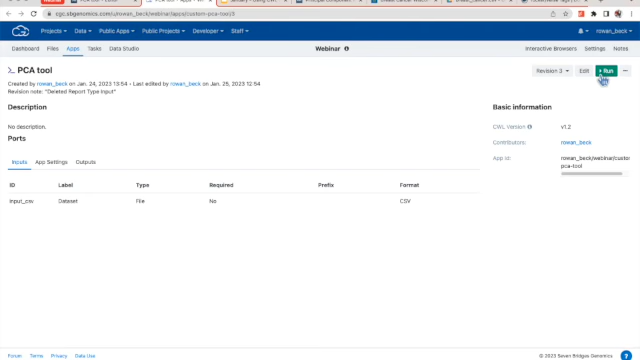 cgc.sbgenomics.com/u/rowan_beck/webinar/apps/custom-pca-tool/3
Projects Data Public Apps Public Projects Developer Staff rowan_beck
Dashboard Files Apps Tasks Data Studio Webinar Interactive Browsers Settings Notes
PCA tool Revision 3 Edit Run
Created by rowan_beck on Jan. 24, 2023 13:54 • Last edited by rowan_beck on Jan. 25, 2023 12:54
Revision note: "Deleted Report Type Input"
Description
No description.
Ports
Inputs App Settings Outputs
ID Label Type Required Prefix Format
input_csv Dataset File No CSV
Basic information
CWL Version v1.2
Contributors: rowan_beck
App id: rowan_beck/webinar/custom-
pca-tool
Forum Terms Privacy Data Use © 2023 Seven Bridges Genomics